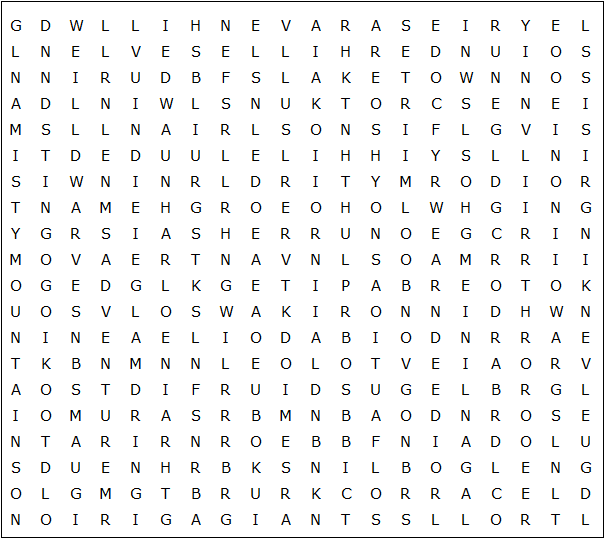 G D W L L I H N E V A R A S E I R Y E L
L N E L V E S E L L I H R E D N U I O S
N N I R U D B F S L A K E T O W N N O S
A D L N I W L S N U K T O R C S E N E I
M S L L N A I R L S O N S I F L G V I S
I T D E D U U L E L I H H I Y S L L N I
S I W N I N R L D R I T Y M R O D I O R
T N A M E H G R O E O H O L W H G I N G
Y G R S I A S H E R R U N O E G C R I N
M O V A E R T N A V N L S O A M R R I I
O G E D G L K G E T I P A B R E O T O K
U O S V L O S W A K I R O N N I D H W N
N I N E A E L I O D A B I O D N R R A E
T K B N M N N L E O L O T V E I A O R V
A O S T D I F R U I D S U G E L B R G L
I O M U R A S R B M N B A O D N R O S E
N T A R I R N R O E B B F N I A D O L U
S D U E N H R B K S N I L B O G L E N G
O L G M G T B R U R K C O R R A C E L D
N O I R I G A G I A N T S S L L O R T L